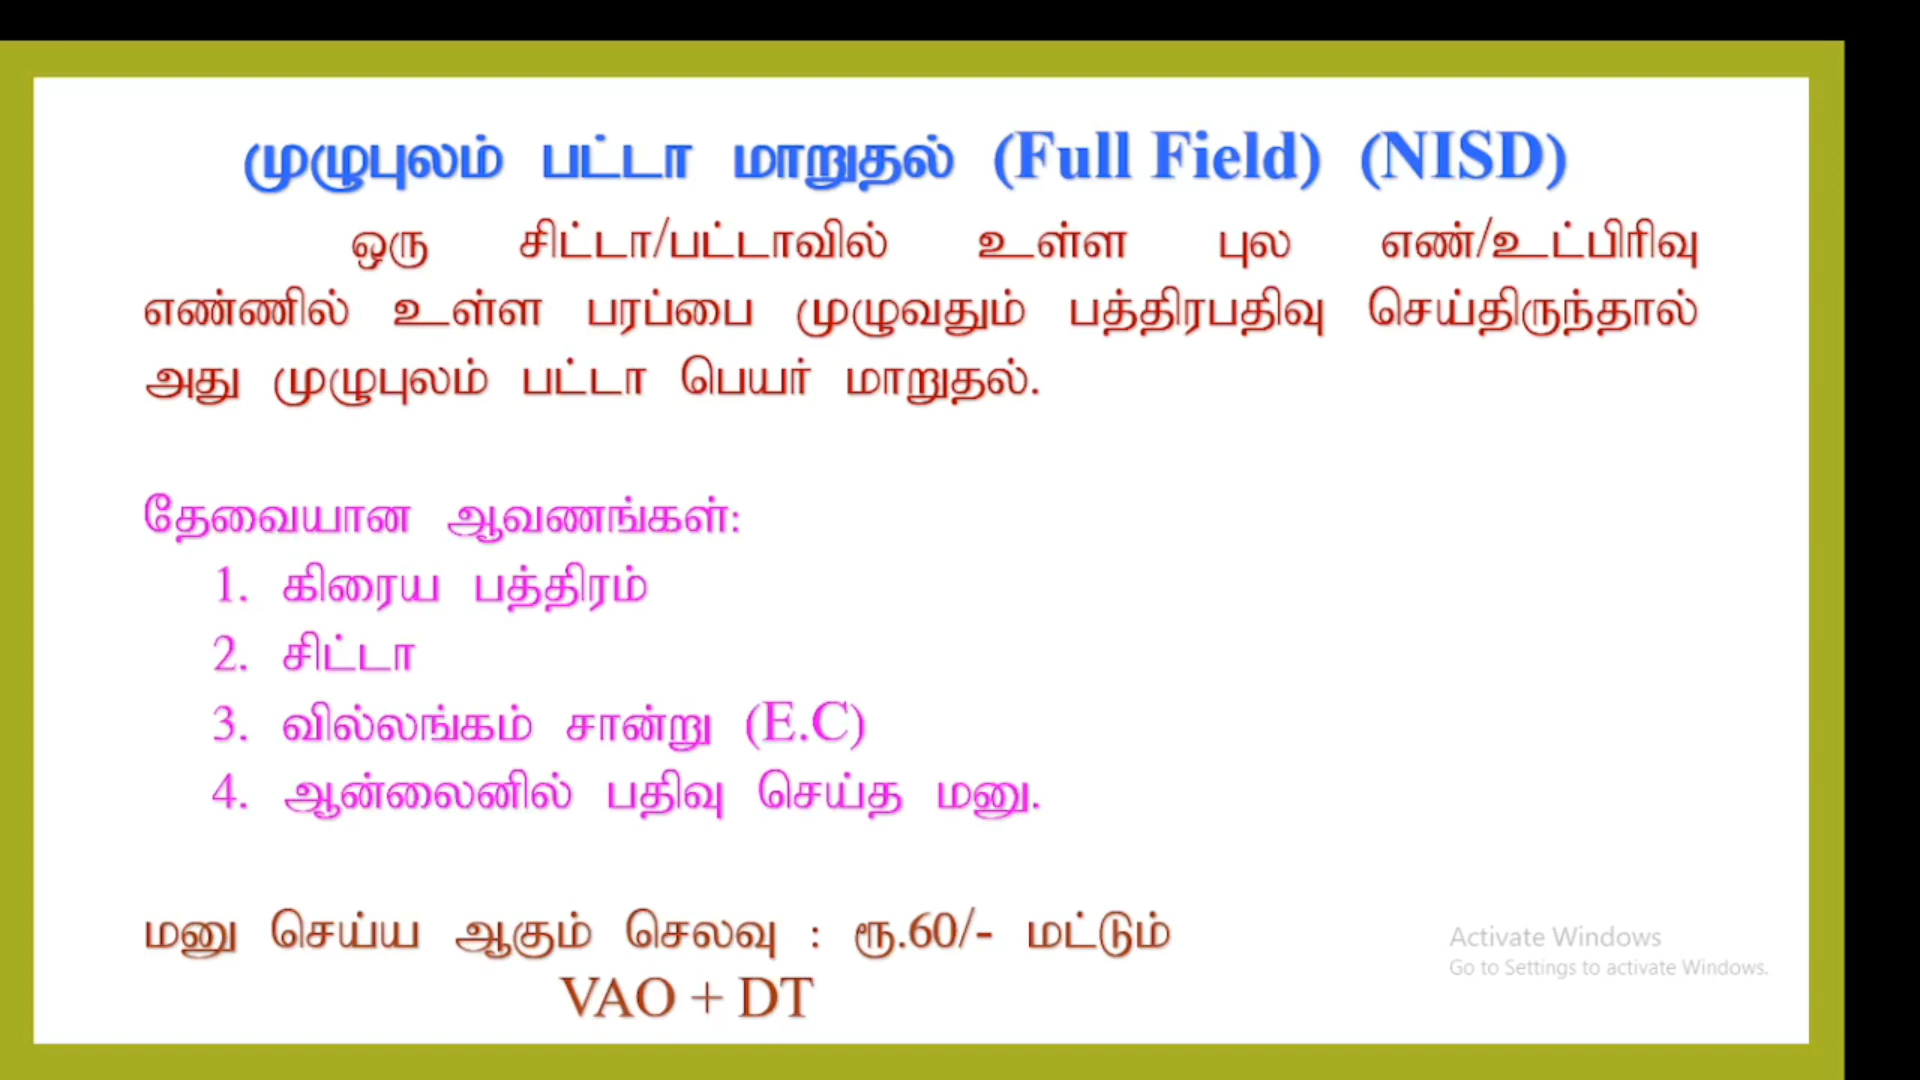 முழுபுலம் பட்டா மாறுதல் (Full Field) (NISD)
ஒரு சிட்டா/பட்டாவில் உள்ள புல எண்/உட்பிரிவு
எண்ணில் உள்ள பரப்பை முழுவதும் பத்திரபதிவு செய்திருந்தால்
அது முழுபுலம் பட்டா பெயர் மாறுதல்.
தேவையான ஆவணங்கள்:
1. கிரைய பத்திரம்
2. சிட்டா
3. வில்லங்கம் சான்று (E.C)
4. ஆன்லைனில் பதிவு செய்த மனு.
மனு செய்ய ஆகும் செலவு : ரூ.60/- மட்டும்
VAO + DT
Activate Windows
Go to Settings to activate Windows.